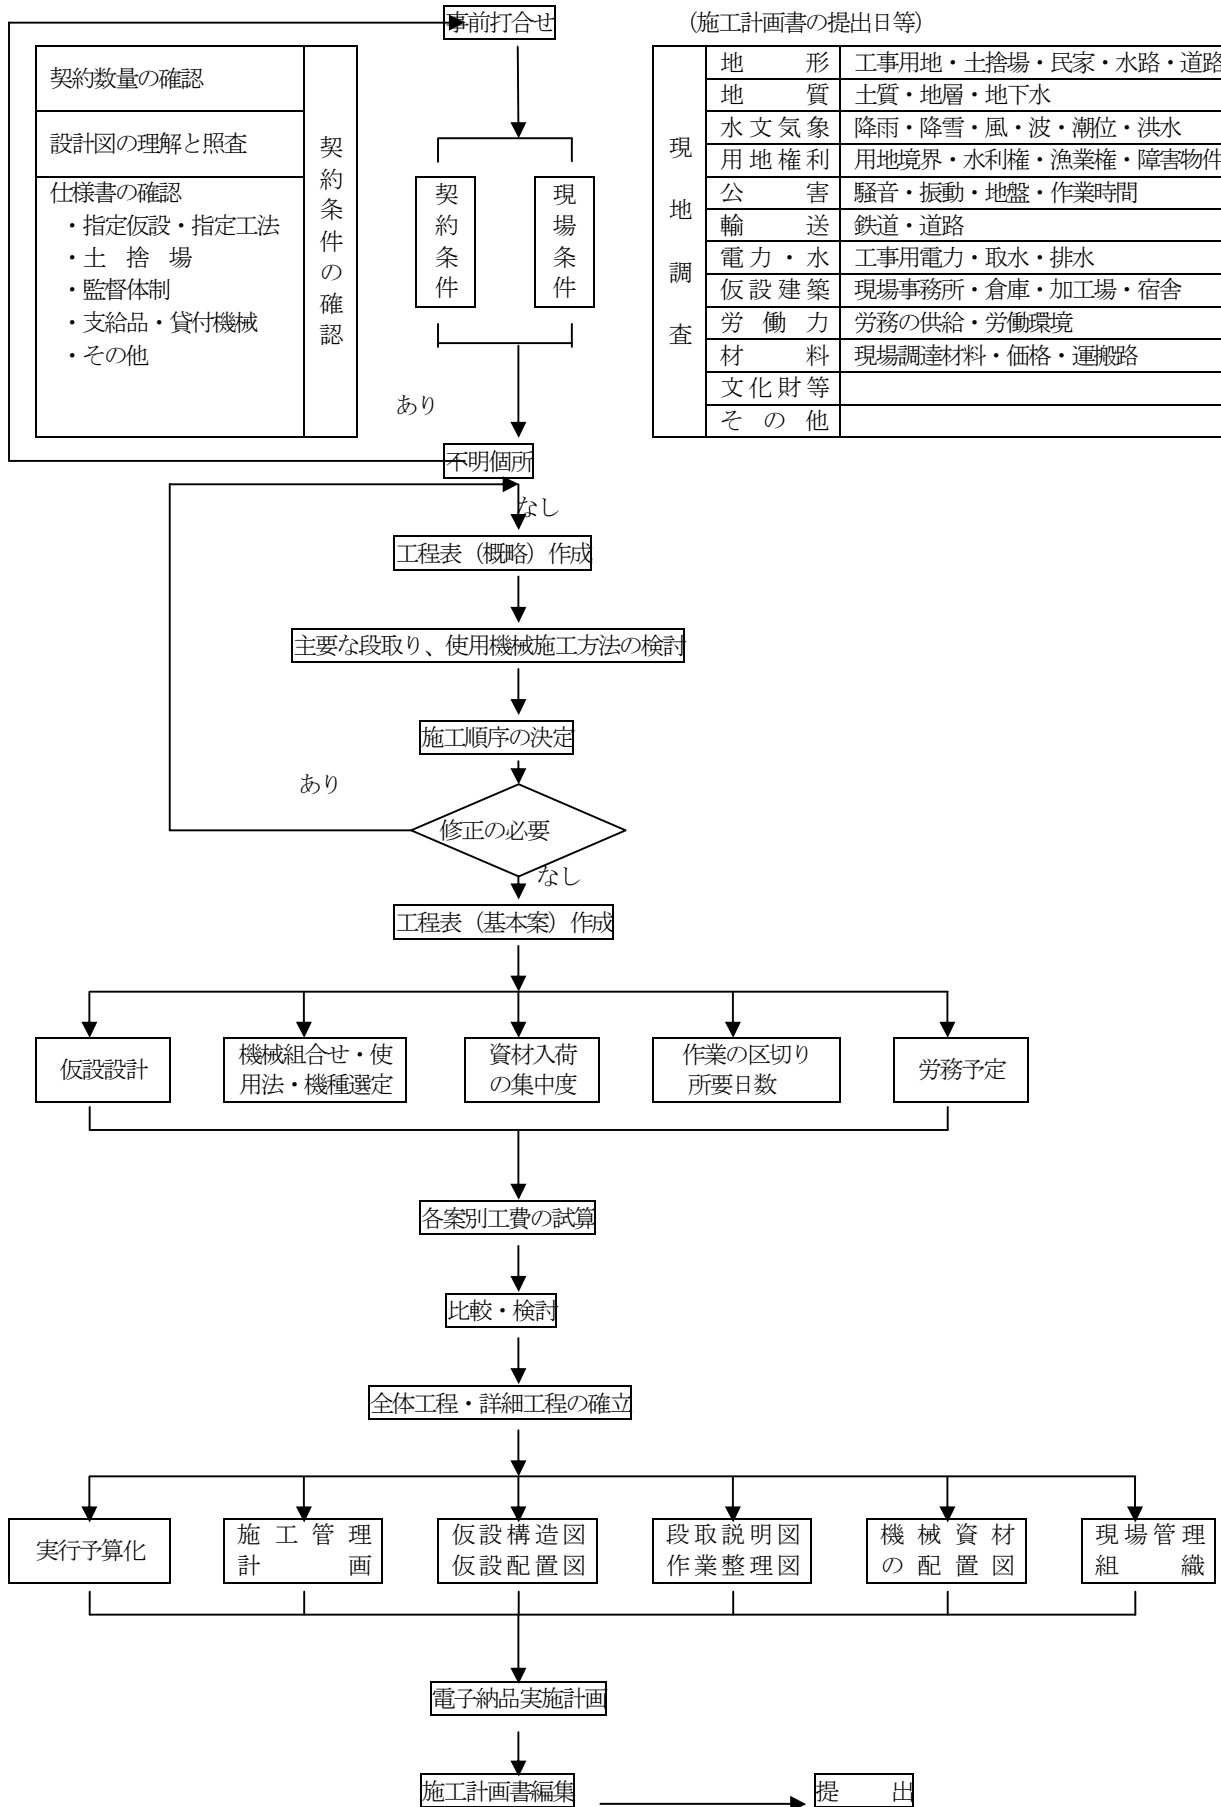 事前打合せ
(施工計画書の提出日等)
契約数量の確認
設計図の理解と照査
仕様書の確認
・指定仮設・指定工法
・土　捨　場
・監督体制
・支給品・貸付機械
・その他
契約条件の確認
契約条件
現場条件
現地調査
地　　形　工事用地・土捨場・民家・水路・道路
地　　質　土質・地層・地下水
水文気象　降雨・降雪・風・波・潮位・洪水
用地権利　用地境界・水利権・漁業権・障害物件
公　　害　騒音・振動・地盤・作業時間
輸　　送　鉄道・道路
電力・水　工事用電力・取水・排水
仮設建築　現場事務所・倉庫・加工場・宿舎
労　働　力　労務の供給・労働環境
材　　料　現場調達材料・価格・運搬路
文化財等
そ　の　他
あり
不明個所
なし
工程表（概略）作成
主要な段取り、使用機械施工方法の検討
施工順序の決定
あり
修正の必要
なし
工程表（基本案）作成
仮設設計
機械組合せ・使
用法・機種選定
資材入荷
の集中度
作業の区切り
所要日数
労務予定
各案別工費の試算
比較・検討
全体工程・詳細工程の確立
実行予算化
施工管理
計　　画
仮設構造図
仮設配置図
段取説明図
作業整理図
機械資材
の配置図
現場管理
組　　織
電子納品実施計画
施工計画書編集
提　　出